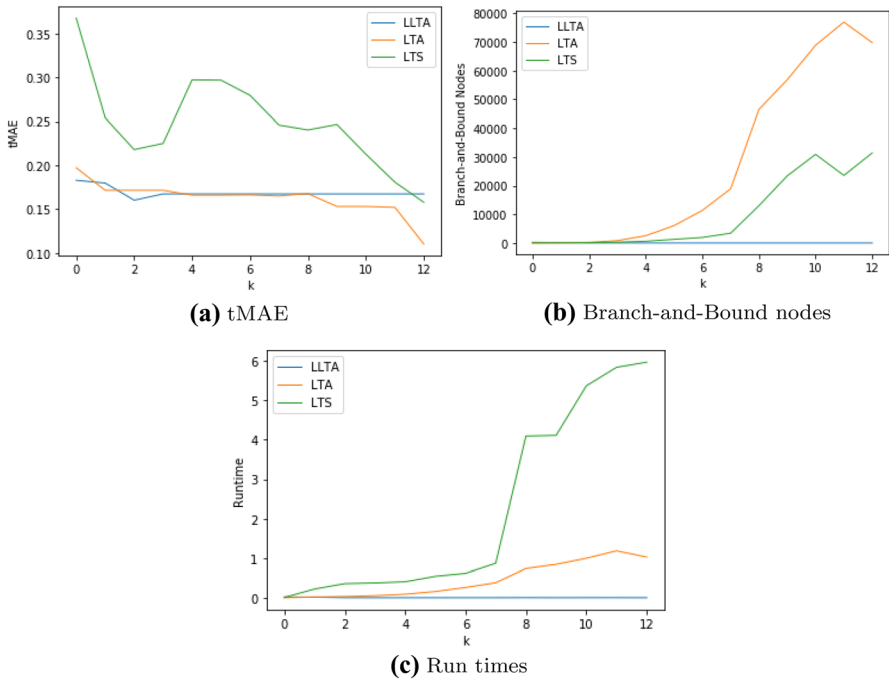 LLTA
LTA
LTS
0.35
0.30
0.25
0.20
0.15
0.10
tMAE
0 2 4 6 8 10 12
k
(a) tMAE
LLTA
LTA
LTS
80000
70000
60000
50000
40000
30000
20000
10000
0
Branch-and-Bound Nodes
0 2 4 6 8 10 12
k
(b) Branch-and-Bound nodes
LLTA
LTA
LTS
6
5
4
3
2
1
0
Runtime
0 2 4 6 8 10 12
k
(c) Run times